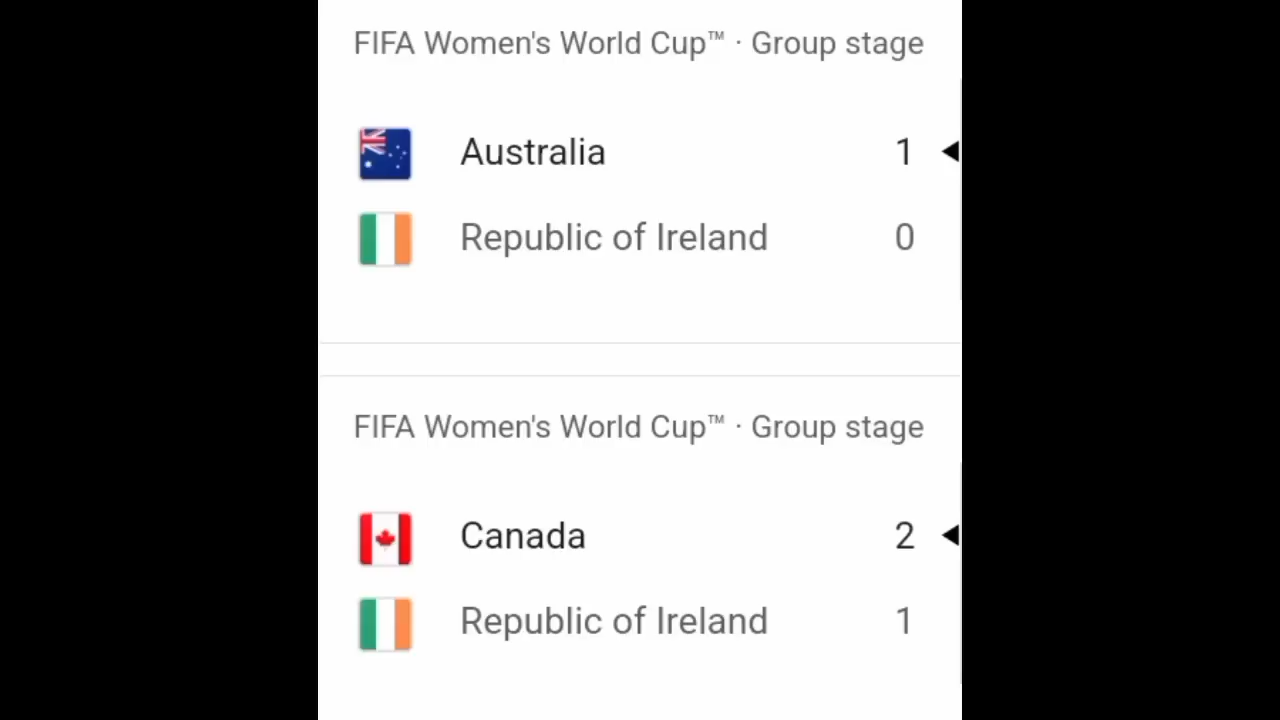 FIFA Women's World Cup™ · Group stage
Australia 1
Republic of Ireland 0
FIFA Women's World Cup™ · Group stage
Canada 2
Republic of Ireland 1